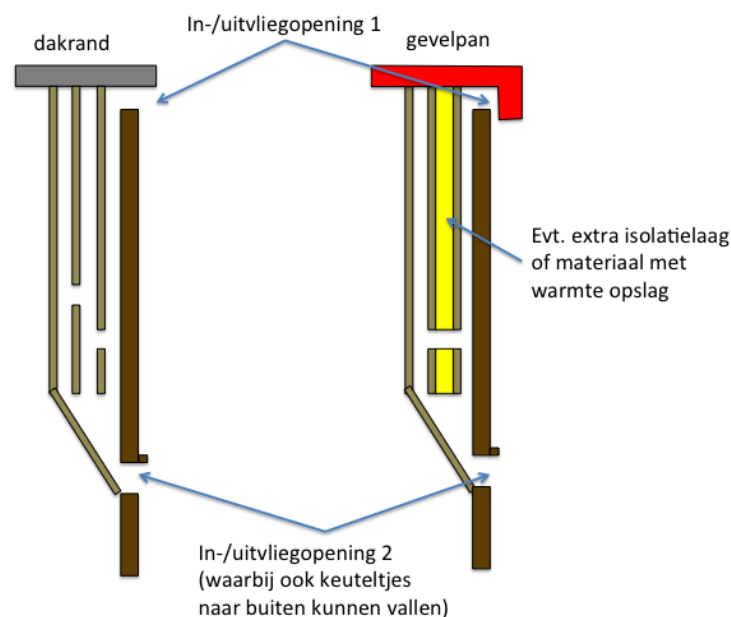 In-/uitvliegopening 1
dakrand
gevelpan
Evt. extra isolatielaag
of materiaal met
warmte opslag
In-/uitvliegopening 2
(waarbij ook keuteltjes
naar buiten kunnen vallen)